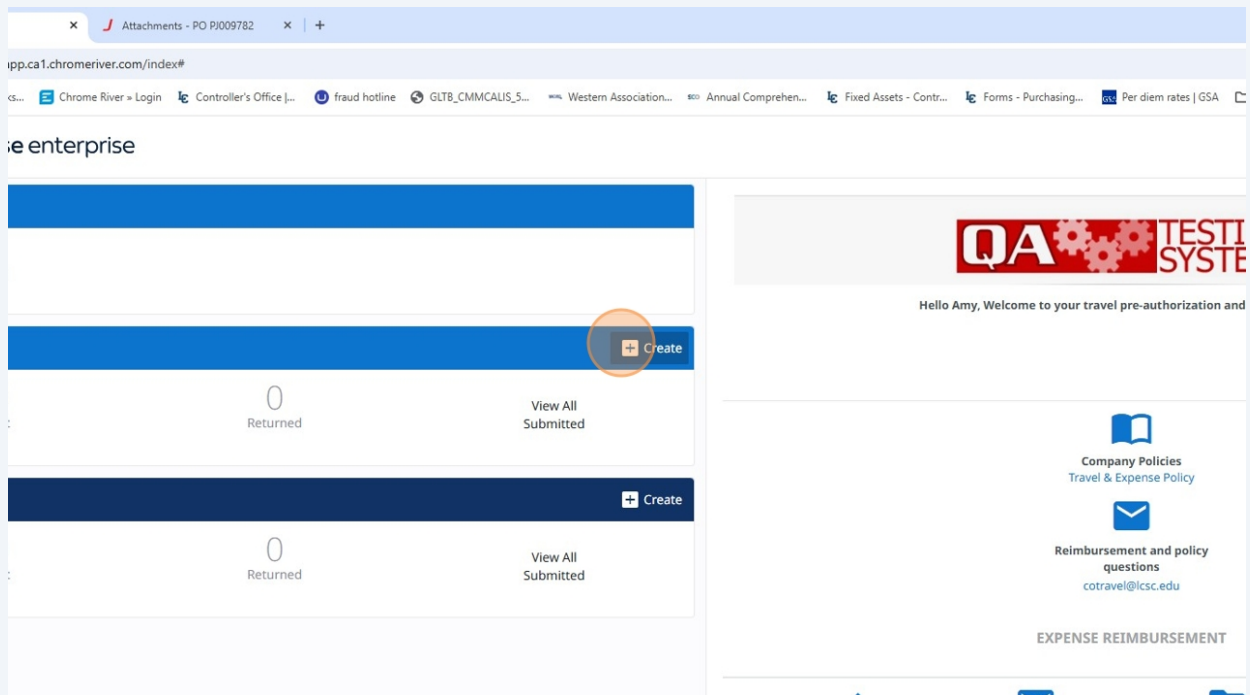 Attachments - PO PJ009782
app.ca1.chromeriver.com/index#
Chrome River » Login
Controller's Office |...
fraud hotline
GLTB_CMMCALIS_5...
Western Association...
Annual Comprehen...
Fixed Assets - Contr...
Forms - Purchasing...
Per diem rates | GSA
se enterprise
QA TESTI
SYSTE
Hello Amy, Welcome to your travel pre-authorization and
+ Create
0
Returned
View All
Submitted
Company Policies
Travel & Expense Policy
+ Create
0
Returned
View All
Submitted
Reimbursement and policy
questions
cotravel@lcsc.edu
EXPENSE REIMBURSEMENT